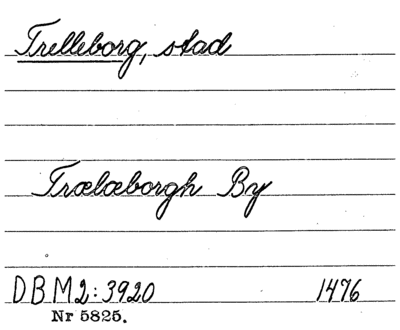 Trelleborg, stad
Trælæborgh By
DBM2:3920 1476
Nr 5825.